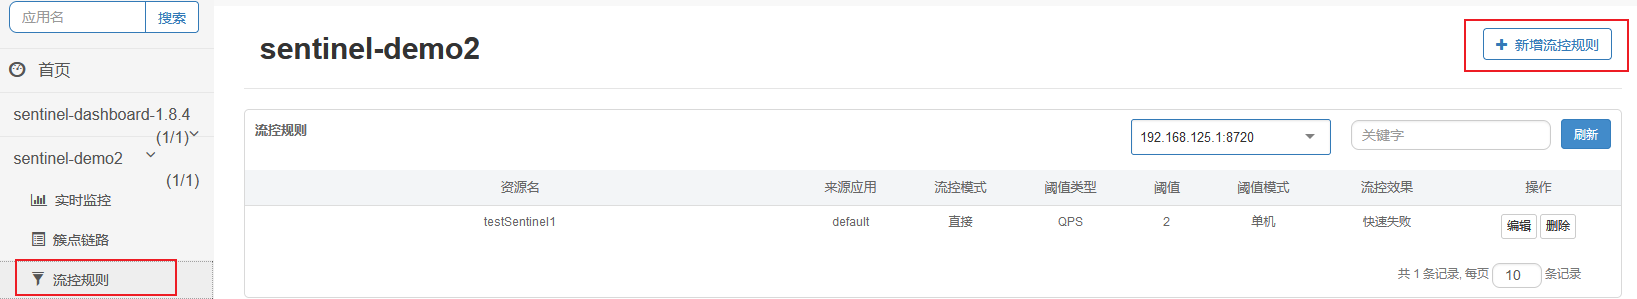 应用名 搜索
首页
sentinel-dashboard-1.8.4
(1/1)
sentinel-demo2
(1/1)
实时监控
簇点链路
流控规则
sentinel-demo2
新增流控规则
流控规则 192.168.125.1:8720 关键字 刷新
资源名 来源应用 流控模式 阈值类型 阈值 阈值模式 流控效果 操作
testSentinel1 default 直接 QPS 2 单机 快速失败 编辑 删除
共 1 条记录, 每页 10 条记录